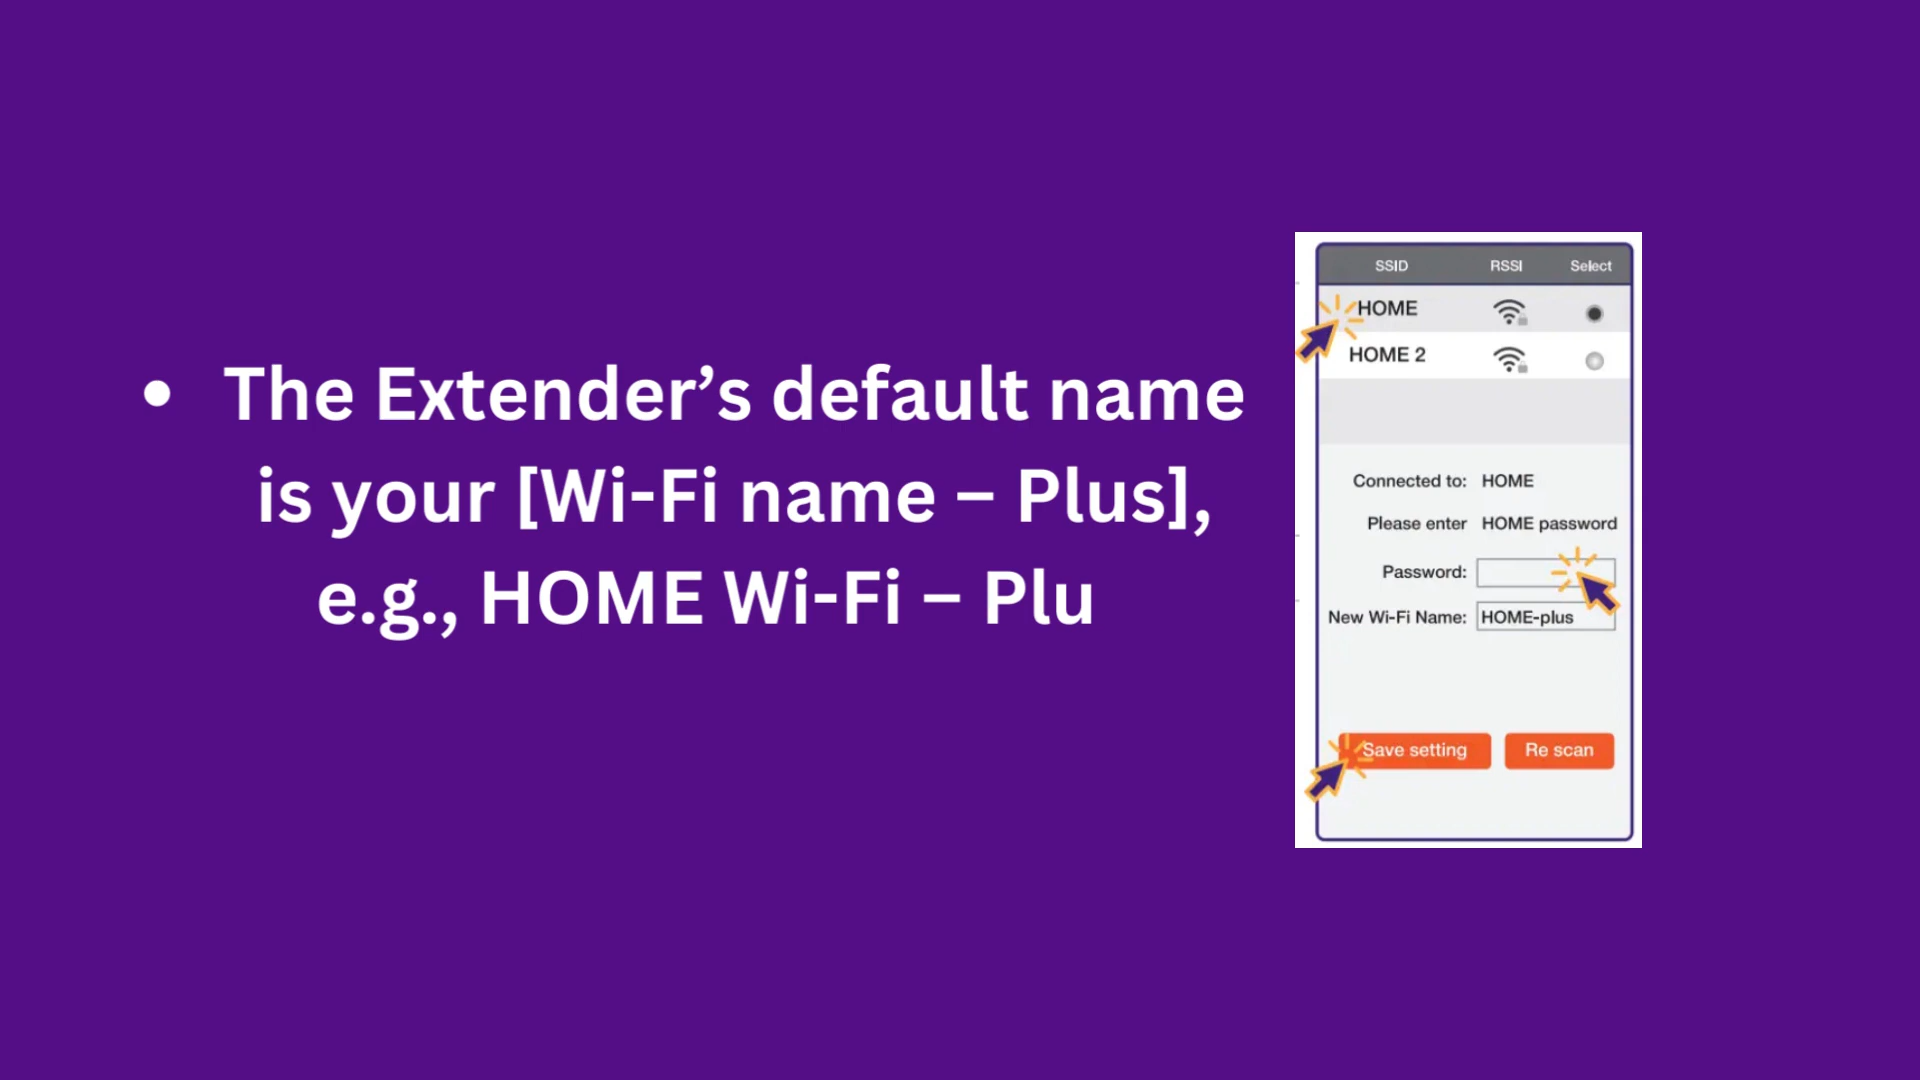 • The Extender’s default name
is your [Wi-Fi name – Plus],
e.g., HOME Wi-Fi – Plu
SSID RSSI Select
HOME
HOME 2
Connected to: HOME
Please enter HOME password
Password:
New Wi-Fi Name: HOME-plus
Save setting Re scan